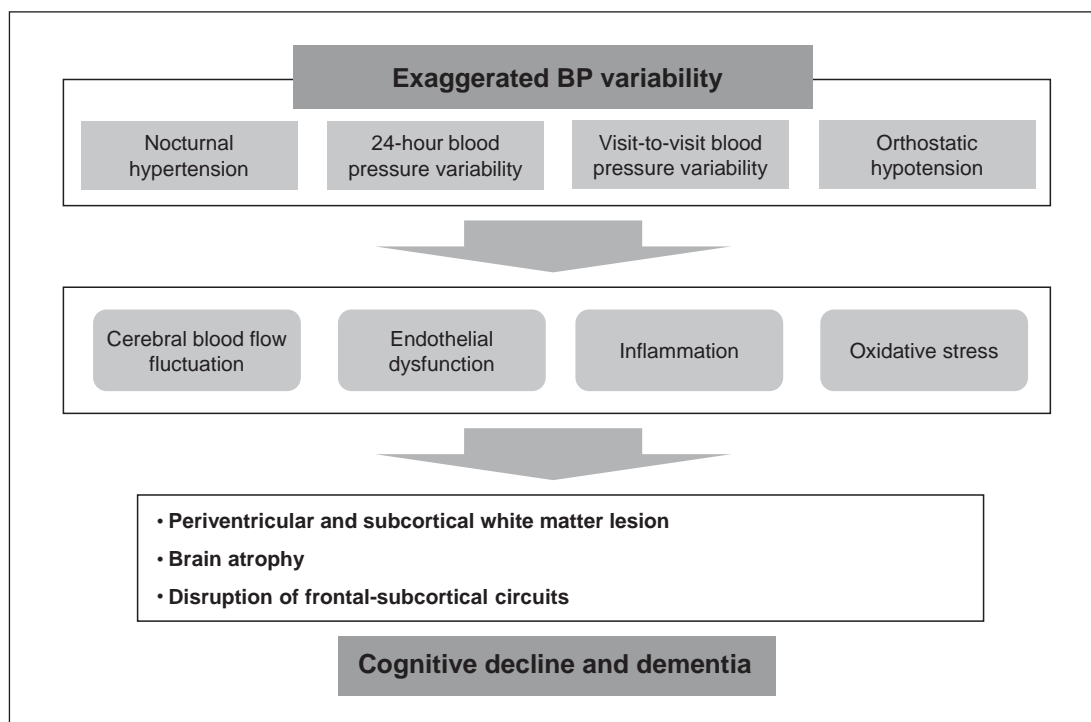 Exaggerated BP variability
Nocturnal
hypertension
24-hour blood
pressure variability
Visit-to-visit blood
pressure variability
Orthostatic
hypotension
Cerebral blood flow
fluctuation
Endothelial
dysfunction
Inflammation
Oxidative stress
• Periventricular and subcortical white matter lesion
• Brain atrophy
• Disruption of frontal-subcortical circuits
Cognitive decline and dementia